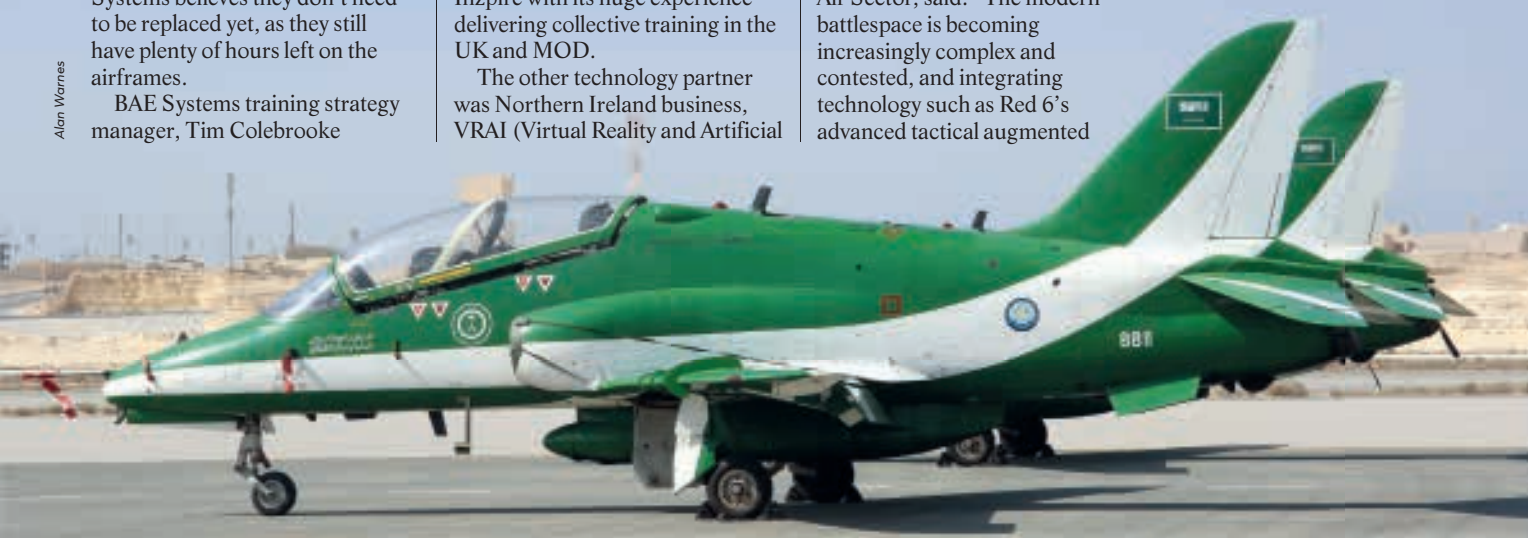 Systems believes they don't need
to be replaced yet, as they still
have plenty of hours left on the
airframes.
BAE Systems training strategy
manager, Tim Colebrooke
Inzpire with its huge experience
delivering collective training in the
UK and MOD.
The other technology partner
was Northern Ireland business,
VRAI (Virtual Reality and Artificial
Air Sector, said: "The modern
battlespace is becoming
increasingly complex and
contested, and integrating
technology such as Red 6's
advanced tactical augmented
Alan Warnes
8811